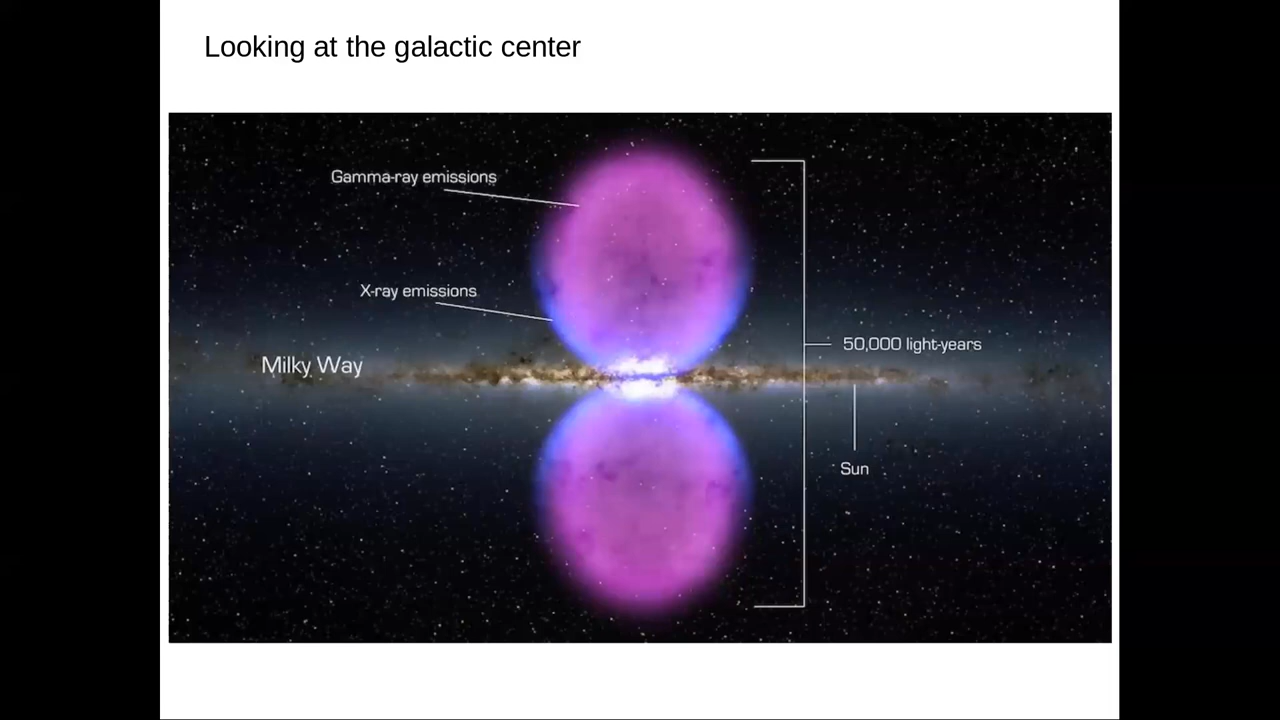 Looking at the galactic center
Gamma-ray emissions
X-ray emissions
50,000 light-years
Milky Way
Sun